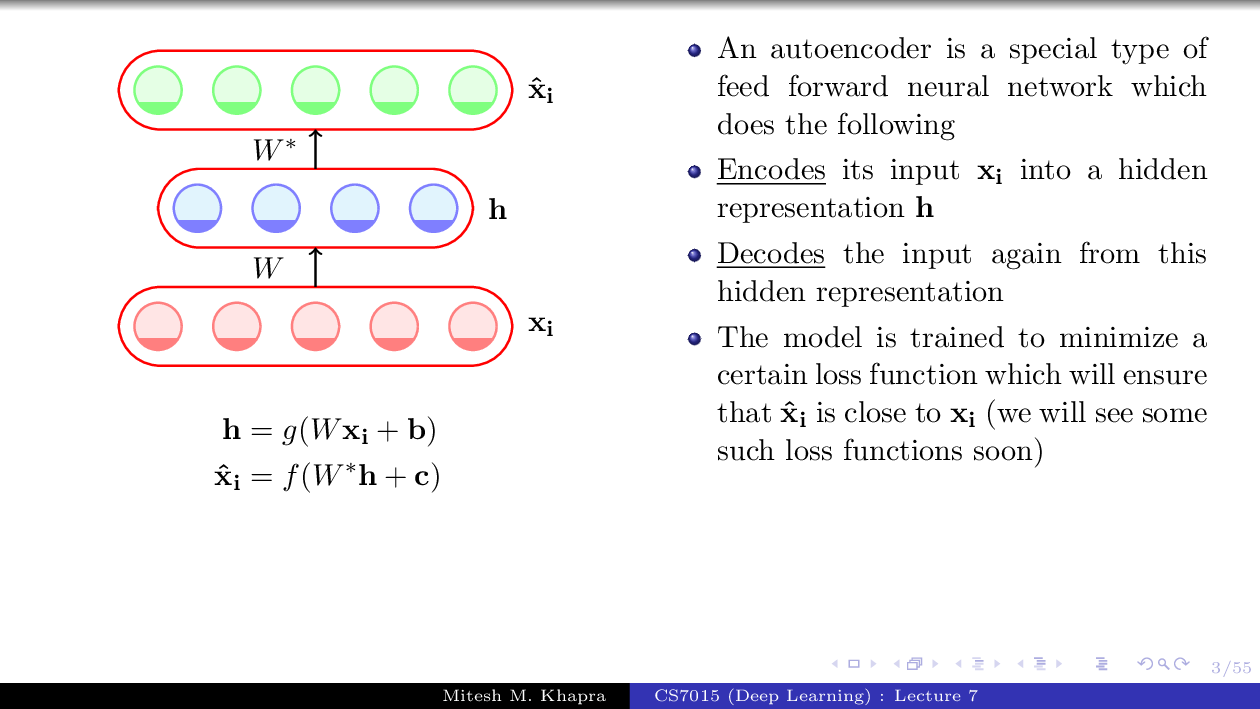 x̂ᵢ
W*
h
W
xᵢ
h = g(Wxᵢ + b)
x̂ᵢ = f(W*h + c)
An autoencoder is a special type of
feed forward neural network which
does the following
Encodes its input xᵢ into a hidden
representation h
Decodes the input again from this
hidden representation
The model is trained to minimize a
certain loss function which will ensure
that x̂ᵢ is close to xᵢ (we will see some
such loss functions soon)
3/55
Mitesh M. Khapra
CS7015 (Deep Learning) : Lecture 7